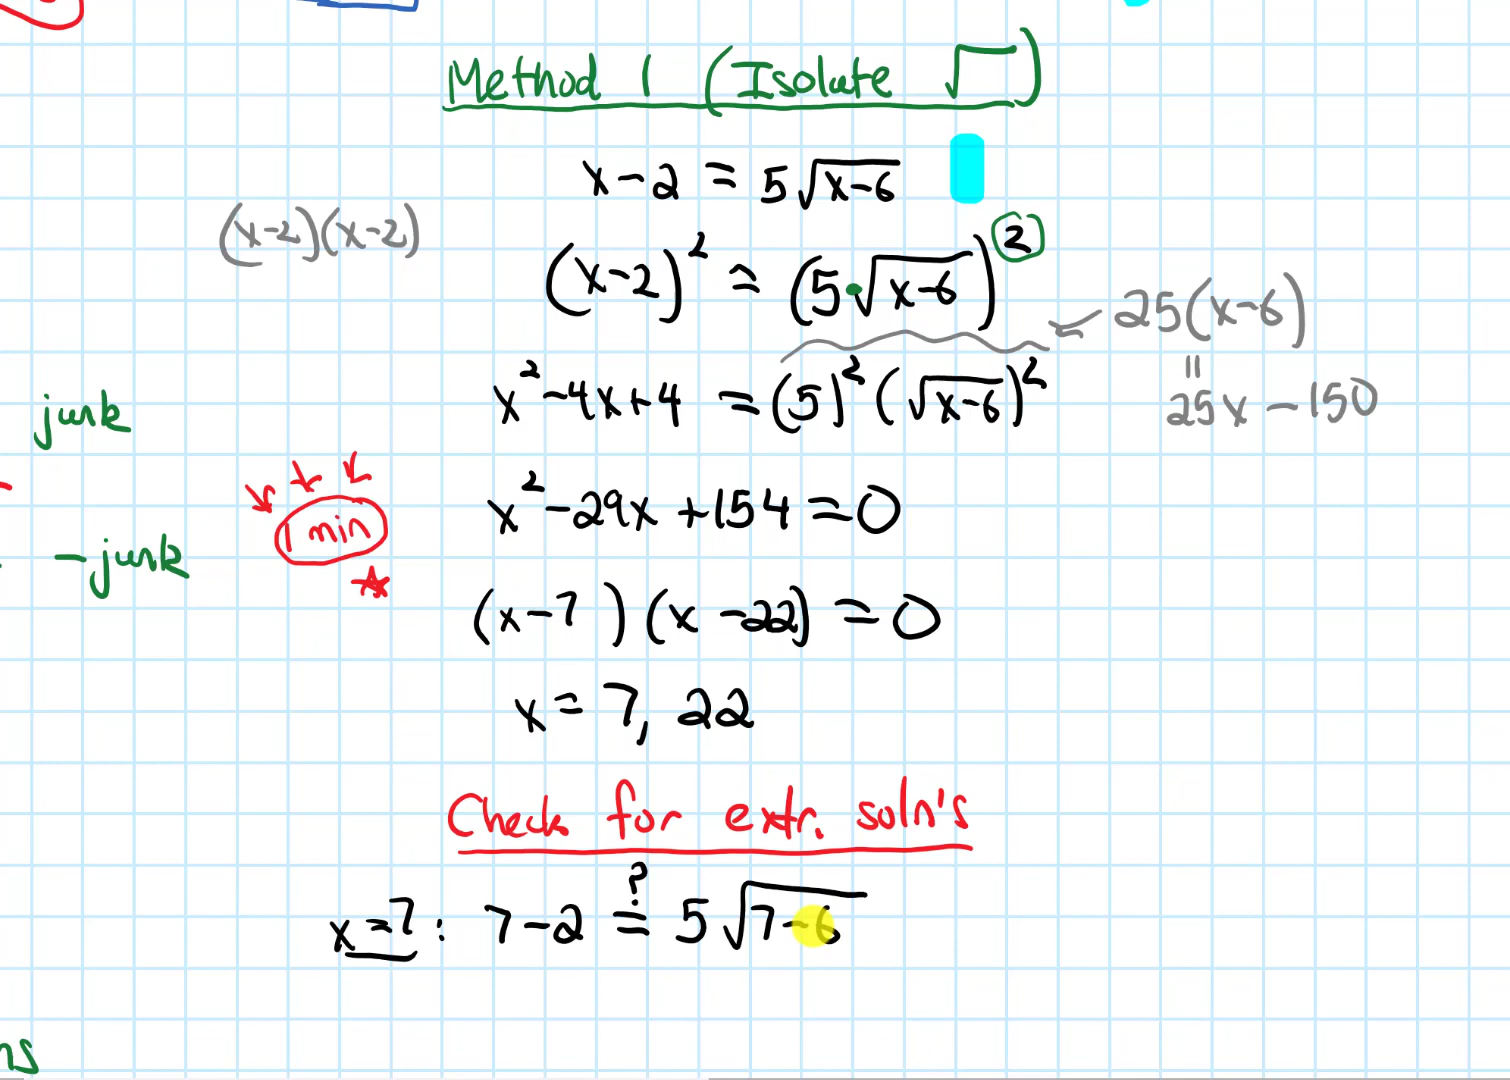 Method 1 (Isolate √ )
x-2 = 5√(x-6)
(x-2)(x-2)
(x-2)² = (5·√(x-6))²
25(x-6)
=
25x - 150
x² - 4x + 4 = (5)² (√(x-6))²
junk
x² - 29x + 154 = 0
1 min
- junk
(x-7)(x-22) = 0
x = 7, 22
Check for extr. soln's
x=7: 7-2 ≟ 5√(7-6)
ns